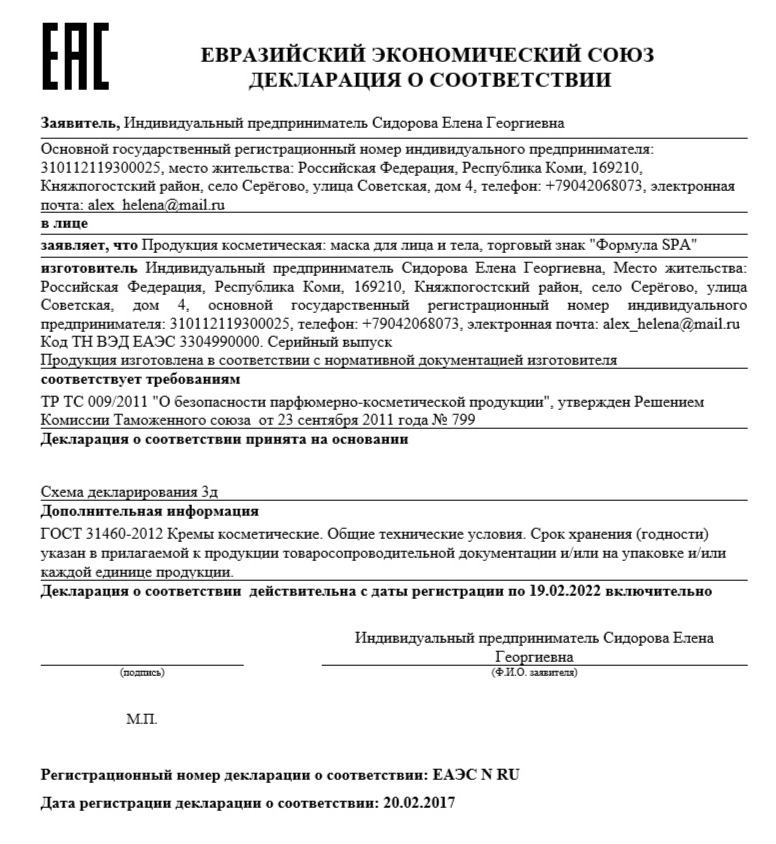 EAC
ЕВРАЗИЙСКИЙ ЭКОНОМИЧЕСКИЙ СОЮЗ
ДЕКЛАРАЦИЯ О СООТВЕТСТВИИ
Заявитель, Индивидуальный предприниматель Сидорова Елена Георгиевна
Основной государственный регистрационный номер индивидуального предпринимателя:
310112119300025, место жительства: Российская Федерация, Республика Коми, 169210,
Княжпогостский район, село Серёгово, улица Советская, дом 4, телефон: +79042068073, электронная
почта: alex_helena@mail.ru
в лице
заявляет, что Продукция косметическая: маска для лица и тела, торговый знак "Формула SPA"
изготовитель Индивидуальный предприниматель Сидорова Елена Георгиевна, Место жительства:
Российская Федерация, Республика Коми, 169210, Княжпогостский район, село Серёгово, улица
Советская, дом 4, основной государственный регистрационный номер индивидуального
предпринимателя: 310112119300025, телефон: +79042068073, электронная почта: alex_helena@mail.ru
Код ТН ВЭД ЕАЭС 3304990000. Серийный выпуск
Продукция изготовлена в соответствии с нормативной документацией изготовителя
соответствует требованиям
ТР ТС 009/2011 "О безопасности парфюмерно-косметической продукции", утвержден Решением
Комиссии Таможенного союза от 23 сентября 2011 года № 799
Декларация о соответствии принята на основании
Схема декларирования 3д
Дополнительная информация
ГОСТ 31460-2012 Кремы косметические. Общие технические условия. Срок хранения (годности)
указан в прилагаемой к продукции товаросопроводительной документации и/или на упаковке и/или
каждой единице продукции.
Декларация о соответствии действительна с даты регистрации по 19.02.2022 включительно
Индивидуальный предприниматель Сидорова Елена
Георгиевна
(подпись)
(Ф.И.О. заявителя)
М.П.
Регистрационный номер декларации о соответствии: ЕАЭС N RU
Дата регистрации декларации о соответствии: 20.02.2017